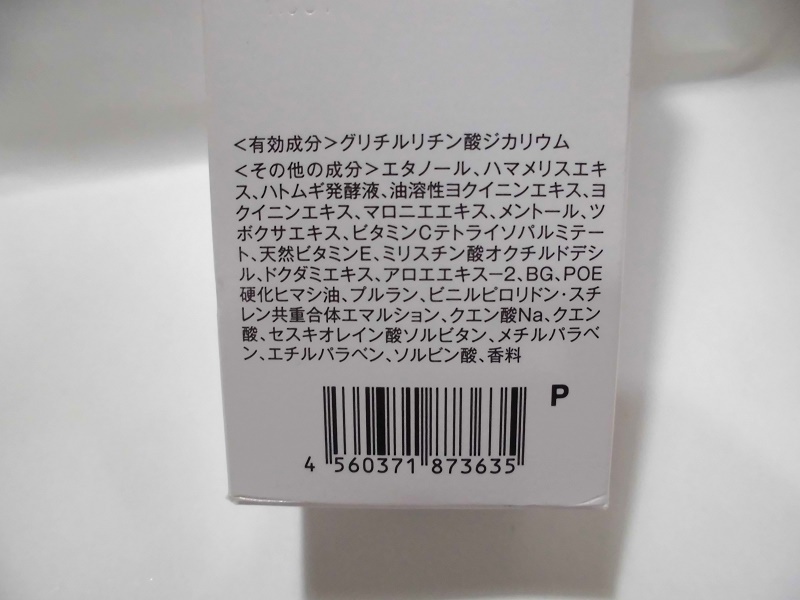 <有効成分>グリチルリチン酸ジカリウム
<その他の成分>エタノール、ハマメリスエキ
ス、ハトムギ発酵液、油溶性ヨクイニンエキス、ヨ
クイニンエキス、マロニエエキス、メントール、ツ
ボクサエキス、ビタミンCテトライソパルミテー
ト、天然ビタミンE、ミリスチン酸オクチルドデシ
ル、ドクダミエキス、アロエエキス−2、BG、POE
硬化ヒマシ油、プルラン、ビニルピロリドン・スチ
レン共重合体エマルション、クエン酸Na、クエン
酸、セスキオレイン酸ソルビタン、メチルパラベ
ン、エチルパラベン、ソルビン酸、香料
P
4 560371 873635